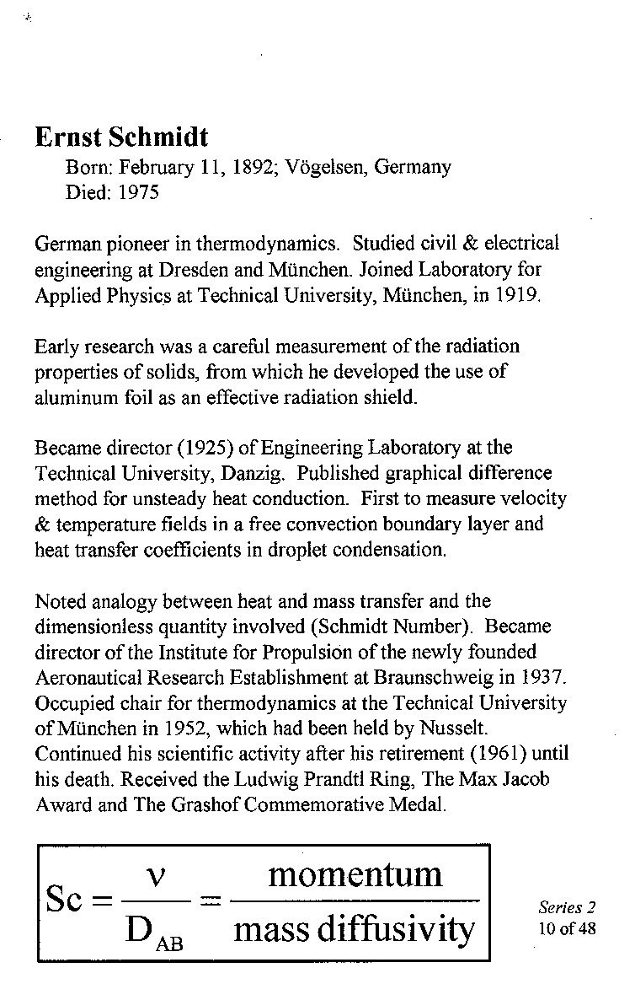 Ernst Schmidt
Born: February 11, 1892; Vögelsen, Germany
Died: 1975
German pioneer in thermodynamics. Studied civil & electrical
engineering at Dresden and München. Joined Laboratory for
Applied Physics at Technical University, München, in 1919.
Early research was a careful measurement of the radiation
properties of solids, from which he developed the use of
aluminum foil as an effective radiation shield.
Became director (1925) of Engineering Laboratory at the
Technical University, Danzig. Published graphical difference
method for unsteady heat conduction. First to measure velocity
& temperature fields in a free convection boundary layer and
heat transfer coefficients in droplet condensation.
Noted analogy between heat and mass transfer and the
dimensionless quantity involved (Schmidt Number). Became
director of the Institute for Propulsion of the newly founded
Aeronautical Research Establishment at Braunschweig in 1937.
Occupied chair for thermodynamics at the Technical University
of München in 1952, which had been held by Nusselt.
Continued his scientific activity after his retirement (1961) until
his death. Received the Ludwig Prandtl Ring, The Max Jacob
Award and The Grashof Commemorative Medal.
Sc = ν / D_AB = momentum / mass diffusivity
Series 2
10 of 48